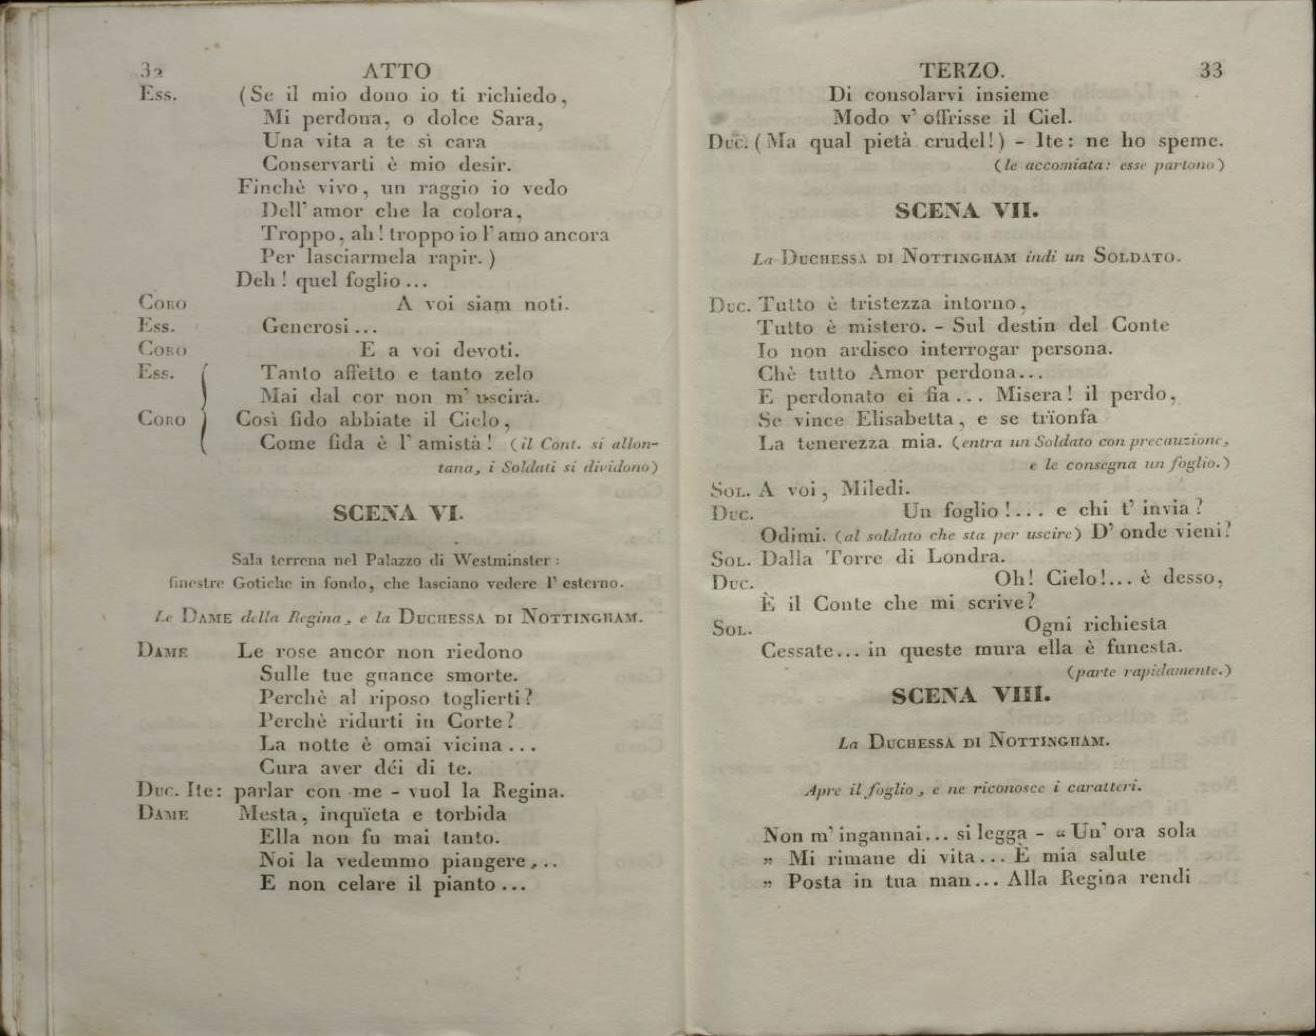 32 ATTO
Ess. (Se il mio dono io ti richiedo,
Mi perdona, o dolce Sara,
Una vita a te sì cara
Conservarti è mio desir.
Finchè vivo, un raggio io vedo
Dell' amor che la colora,
Troppo, ah! troppo io l' amo ancora
Per lasciarmela rapir.)
Deh! quel foglio...
Coro A voi siam noti.
Ess. Generosi...
Coro E a voi devoti.
Ess. Tanto affetto e tanto zelo
Mai dal cor non m' uscirà.
Coro Così fido abbiate il Cielo,
Come fida è l' amistà! (il Cont. si allon-
tana, i Soldati si dividono)
SCENA VI.
Sala terrena nel Palazzo di Westminster:
finestre Gotiche in fondo, che lasciano vedere l' esterno.
Le Dame della Regina, e la Duchessa di Nottingham.
Dame Le rose ancor non riedono
Sulle tue guance smorte.
Perchè al riposo toglierti?
Perchè ridurti in Corte?
La notte è omai vicina...
Cura aver déi di te.
Duc. Ite: parlar con me - vuol la Regina.
Dame Mesta, inquïeta e torbida
Ella non fu mai tanto.
Noi la vedemmo piangere...
E non celare il pianto...
TERZO. 33
Di consolarvi insieme
Modo v' offrisse il Ciel.
Duc. (Ma qual pietà crudel!) - Ite: ne ho speme.
(le accomiata: esse partono)
SCENA VII.
La Duchessa di Nottingham indi un Soldato.
Duc. Tutto è tristezza intorno,
Tutto è mistero. - Sul destin del Conte
Io non ardisco interrogar persona.
Chè tutto Amor perdona...
E perdonato ei fia... Misera! il perdo,
Se vince Elisabetta, e se trïonfa
La tenerezza mia. (entra un Soldato con precauzione,
e le consegna un foglio.)
Sol. A voi, Miledi.
Duc. Un foglio!... e chi t' invia?
Odimi. (al soldato che sta per uscire) D' onde vieni?
Sol. Dalla Torre di Londra.
Duc. Oh! Cielo!... è desso,
È il Conte che mi scrive?
Sol. Ogni richiesta
Cessate... in queste mura ella è funesta.
(parte rapidamente.)
SCENA VIII.
La Duchessa di Nottingham.
Apre il foglio, e ne riconosce i caratteri.
Non m' ingannai... si legga - “ Un' ora sola
„ Mi rimane di vita... È mia salute
„ Posta in tua man... Alla Regina rendi